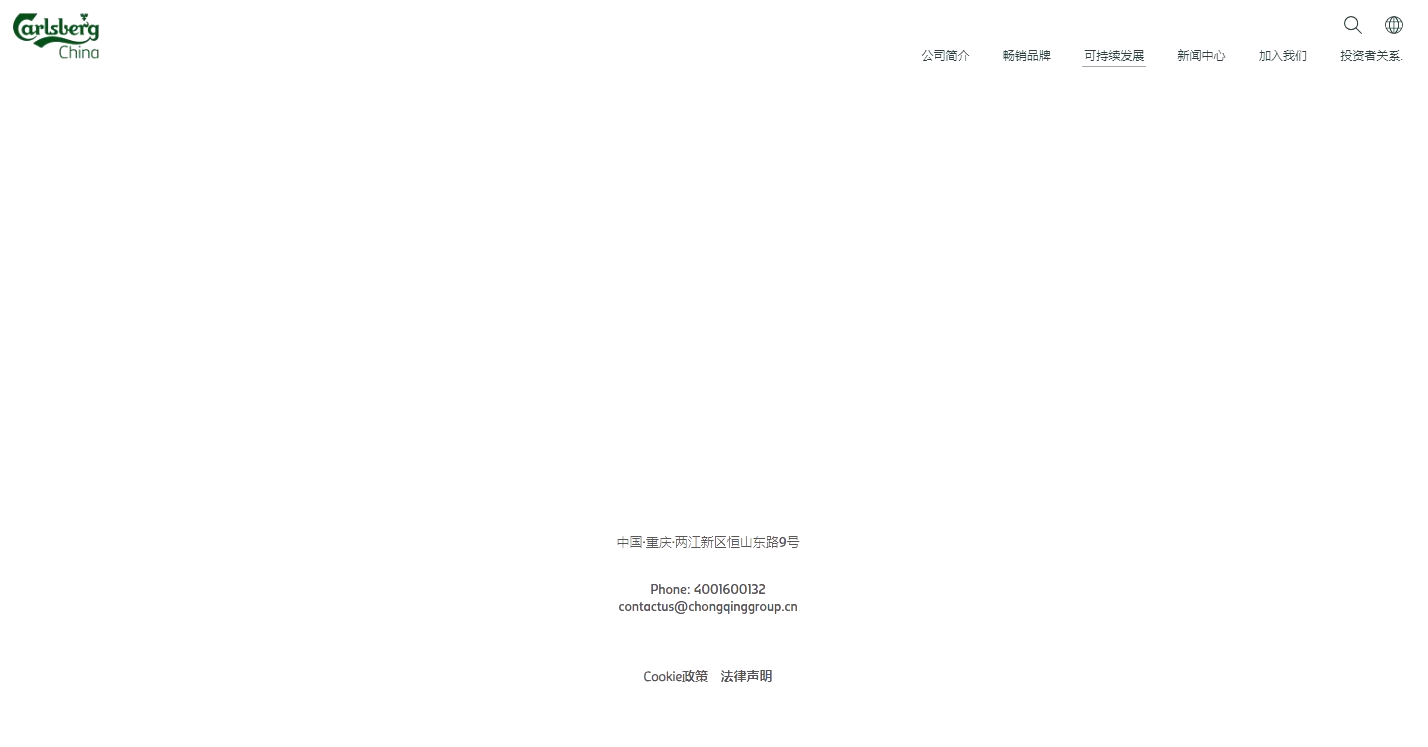 Carlsberg
China
公司简介
畅销品牌
可持续发展
新闻中心
加入我们
投资者关系.
中国·重庆·两江新区恒山东路9号
Phone: 4001600132
contactus@chongqinggroup.cn
Cookie政策 法律声明